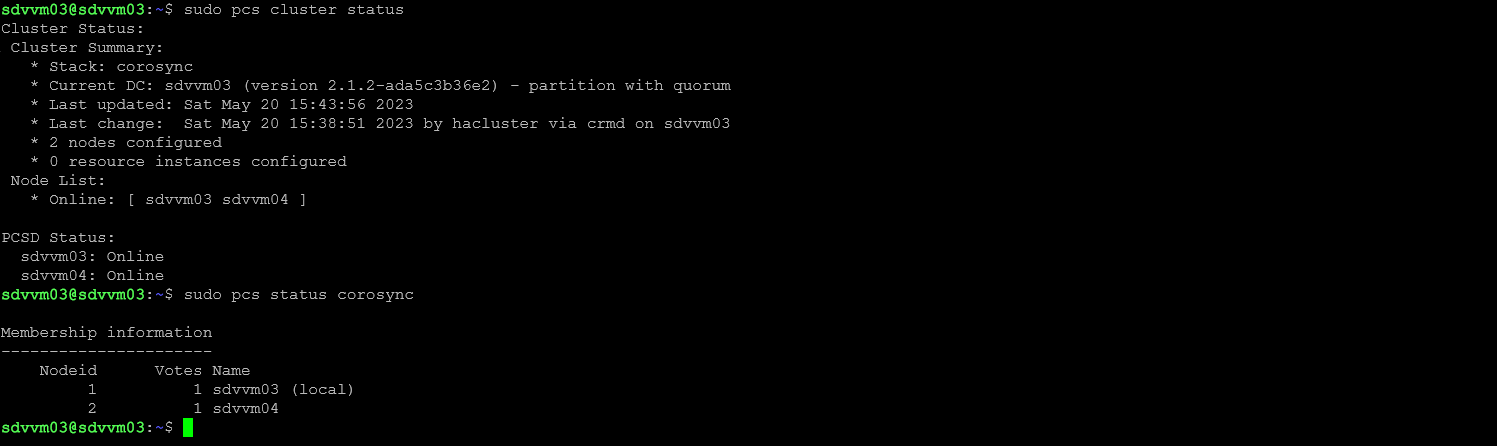 sdvvm03@sdvvm03:~$ sudo pcs cluster status
Cluster Status:
 Cluster Summary:
   * Stack: corosync
   * Current DC: sdvvm03 (version 2.1.2-ada5c3b36e2) - partition with quorum
   * Last updated: Sat May 20 15:43:56 2023
   * Last change:  Sat May 20 15:38:51 2023 by hacluster via crmd on sdvvm03
   * 2 nodes configured
   * 0 resource instances configured
 Node List:
   * Online: [ sdvvm03 sdvvm04 ]

PCSD Status:
  sdvvm03: Online
  sdvvm04: Online
sdvvm03@sdvvm03:~$ sudo pcs status corosync

Membership information
----------------------
    Nodeid      Votes Name
         1          1 sdvvm03 (local)
         2          1 sdvvm04
sdvvm03@sdvvm03:~$